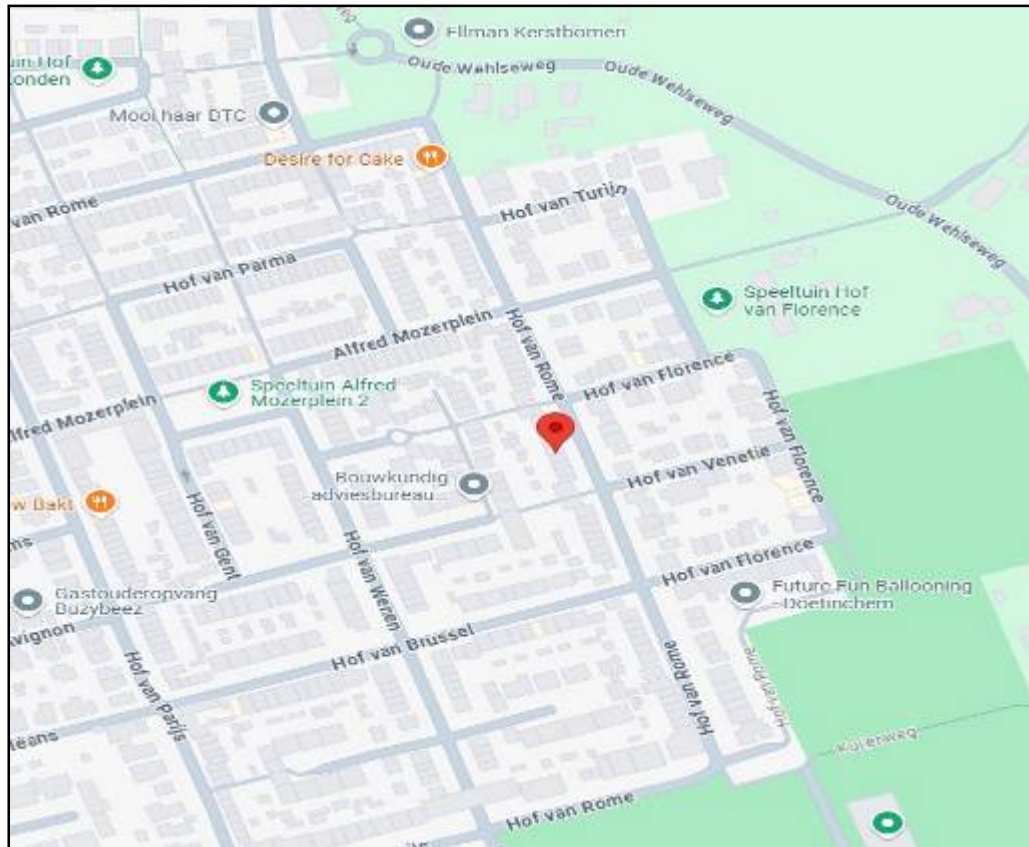 Ellman Kerstbomen
Oude Wehlseweg
Oude Wehlseweg
uin Hof
onden
Mooi haar DTC
Desire for Cake
Oude Wehlseweg
van Rome
Hof van Turijn
Hof van Parma
Speeltuin Hof
van Florence
Alfred Mozerplein
Hof van Rome
Speeltuin Alfred
Mozerplein 2
Hof van Florence
Alfred Mozerplein
Hof van Florence
Bouwkundig
adviesbureau...
Hof van Venetie
w Bakt
Hof van Gent
Hof van Wenen
Hof van Florence
Gastouderopvang
Buzybeez
Future Fun Ballooning
- Doetinchem
vignon
Hof van Brussel
Hof van Parijs
Hof van Rome
Hof van Rome
léans
Kuierweg
Hof van Rome